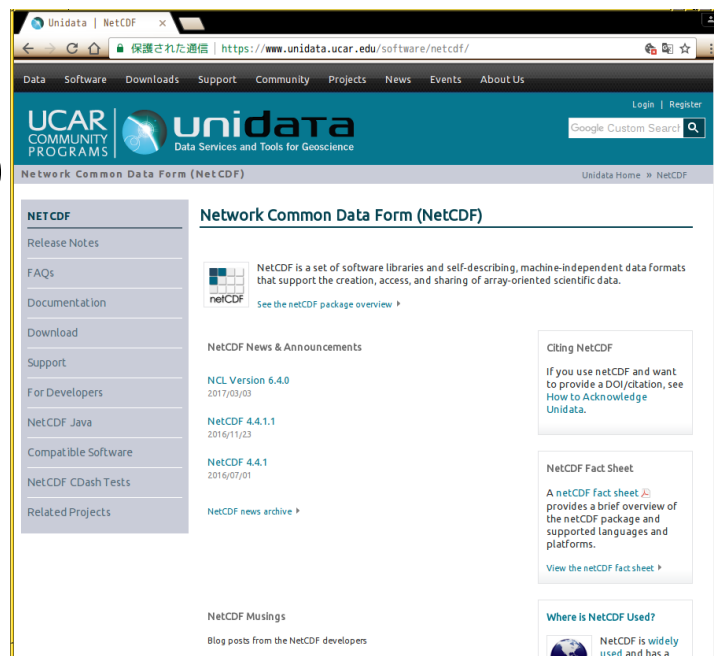 Unidata | NetCDF
保護された通信 | https://www.unidata.ucar.edu/software/netcdf/
Data Software Downloads Support Community Projects News Events About Us
Login | Register
UCAR
COMMUNITY
PROGRAMS
unidata
Data Services and Tools for Geoscience
Google Custom Search
Network Common Data Form (NetCDF)
Unidata Home » NetCDF
NETCDF
Release Notes
FAQs
Documentation
Download
Support
For Developers
NetCDF Java
Compatible Software
NetCDF CDash Tests
Related Projects
Network Common Data Form (NetCDF)
netCDF
NetCDF is a set of software libraries and self-describing, machine-independent data formats
that support the creation, access, and sharing of array-oriented scientific data.
See the netCDF package overview
NetCDF News & Announcements
NCL Version 6.4.0
2017/03/03
NetCDF 4.4.1.1
2016/11/23
NetCDF 4.4.1
2016/07/01
NetCDF news archive
Citing NetCDF
If you use netCDF and want
to provide a DOI/citation, see
How to Acknowledge
Unidata.
NetCDF Fact Sheet
A netCDF fact sheet
provides a brief overview of
the netCDF package and
supported languages and
platforms.
View the netCDF fact sheet
NetCDF Musings
Blog posts from the NetCDF developers
Where is NetCDF Used?
NetCDF is widely
used and has a